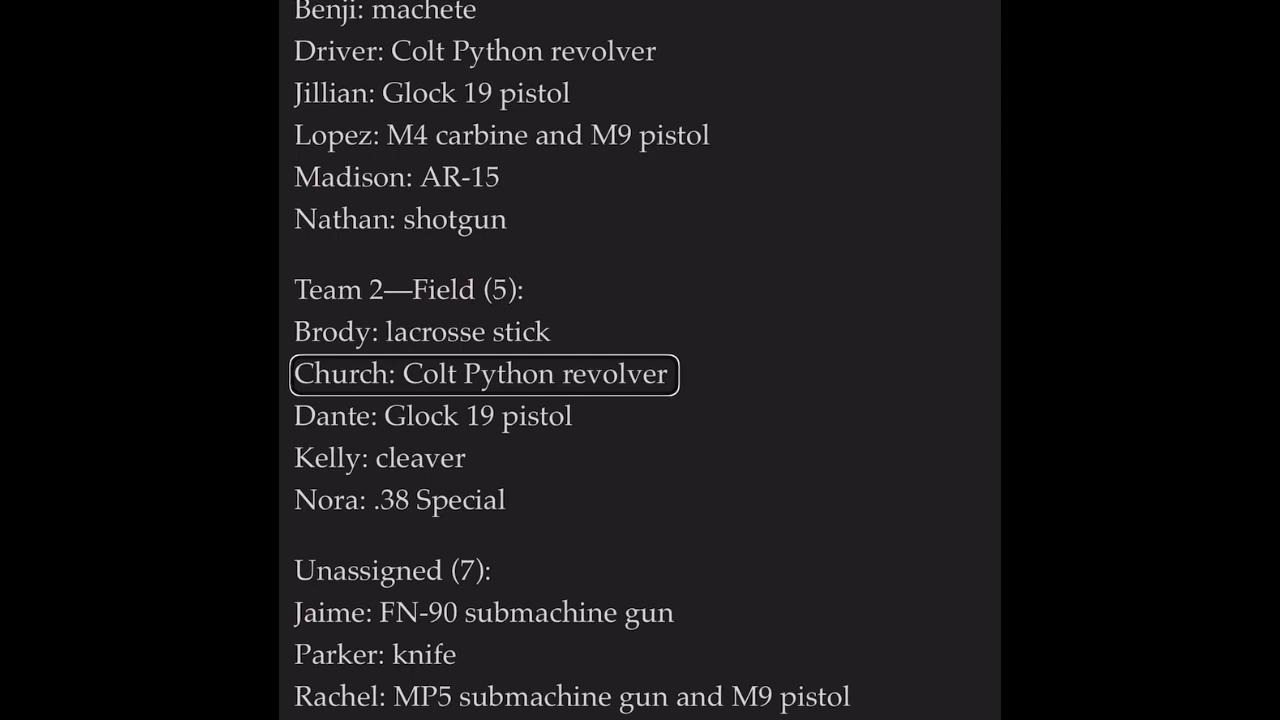 Benji: machete
Driver: Colt Python revolver
Jillian: Glock 19 pistol
Lopez: M4 carbine and M9 pistol
Madison: AR-15
Nathan: shotgun
Team 2—Field (5):
Brody: lacrosse stick
Church: Colt Python revolver
Dante: Glock 19 pistol
Kelly: cleaver
Nora: .38 Special
Unassigned (7):
Jaime: FN-90 submachine gun
Parker: knife
Rachel: MP5 submachine gun and M9 pistol